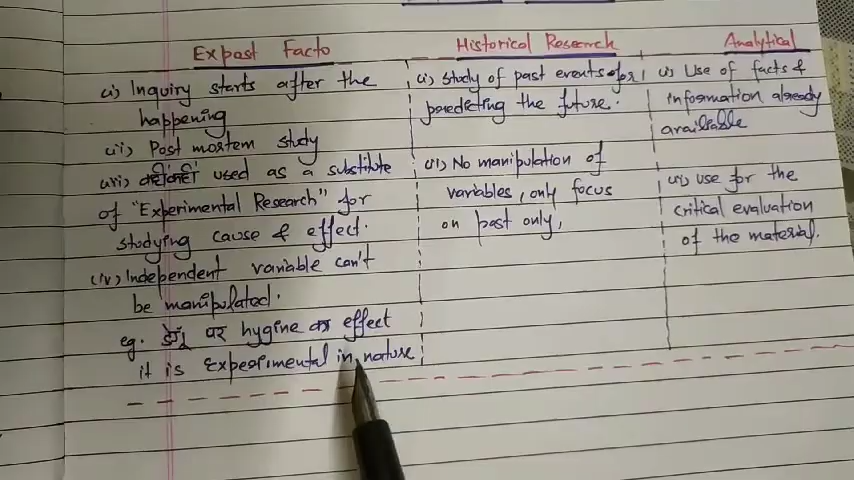 Expost Facto
(i) Inquiry starts after the
happening
(ii) Post mortem study
(iii) used as a substitute
of "Experimental Research" for
studying cause & effect.
(iv) Independent variable can't
be manipulated.
eg. डेंगू पर hygine का effect
it is Experimental in nature
Historical Research
(i) Study of past events for
predicting the future.
(ii) No manipulation of
variables, only focus
on past only,
Analytical
(i) Use of facts &
information already
available
(ii) use for the
critical evaluation
of the material.